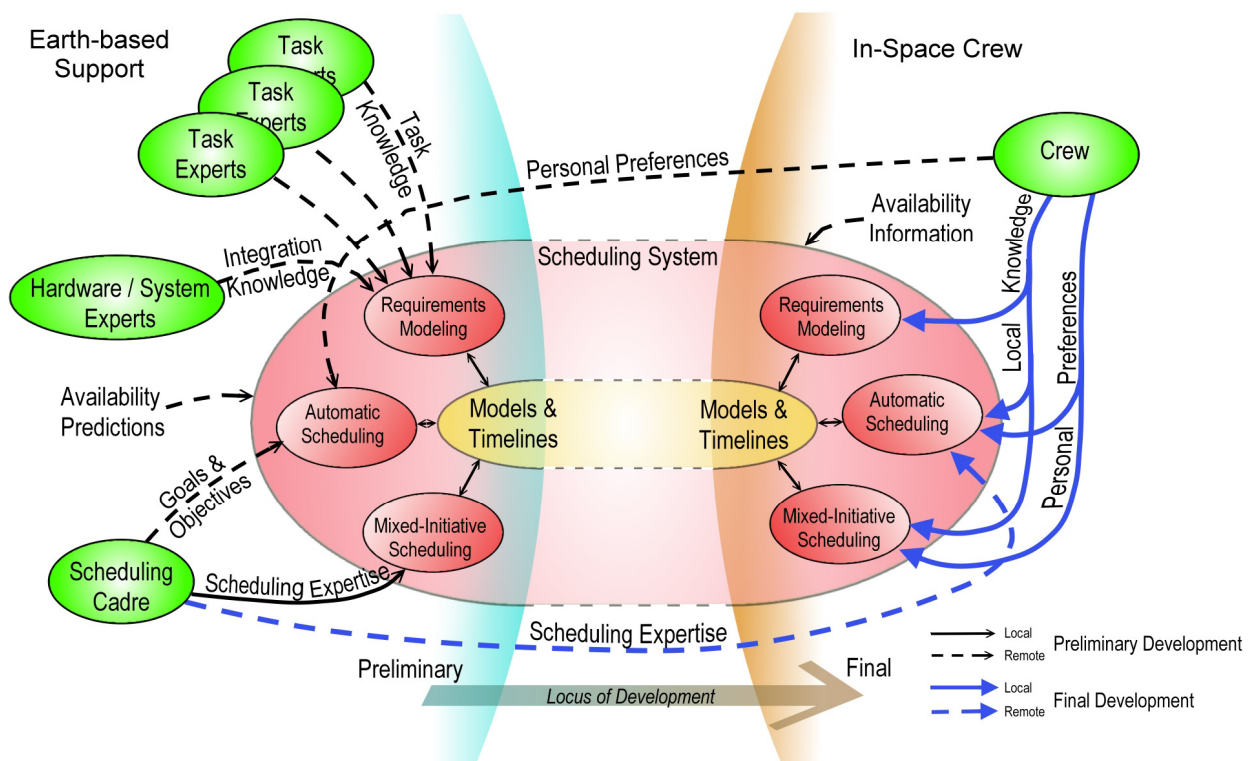 Earth-based
Support
In-Space Crew
Task
Experts
Task
Experts
Task
Experts
Task
Knowledge
Personal Preferences
Crew
Availability
Information
Integration
Knowledge
Hardware / System
Experts
Scheduling System
Requirements
Modeling
Requirements
Modeling
Knowledge
Local
Preferences
Personal
Availability
Predictions
Automatic
Scheduling
Models &
Timelines
Models &
Timelines
Automatic
Scheduling
Goals &
Objectives
Mixed-Initiative
Scheduling
Mixed-Initiative
Scheduling
Scheduling
Cadre
Scheduling Expertise
Scheduling Expertise
Preliminary
Final
Locus of Development
Local
Remote
Preliminary Development
Local
Remote
Final Development